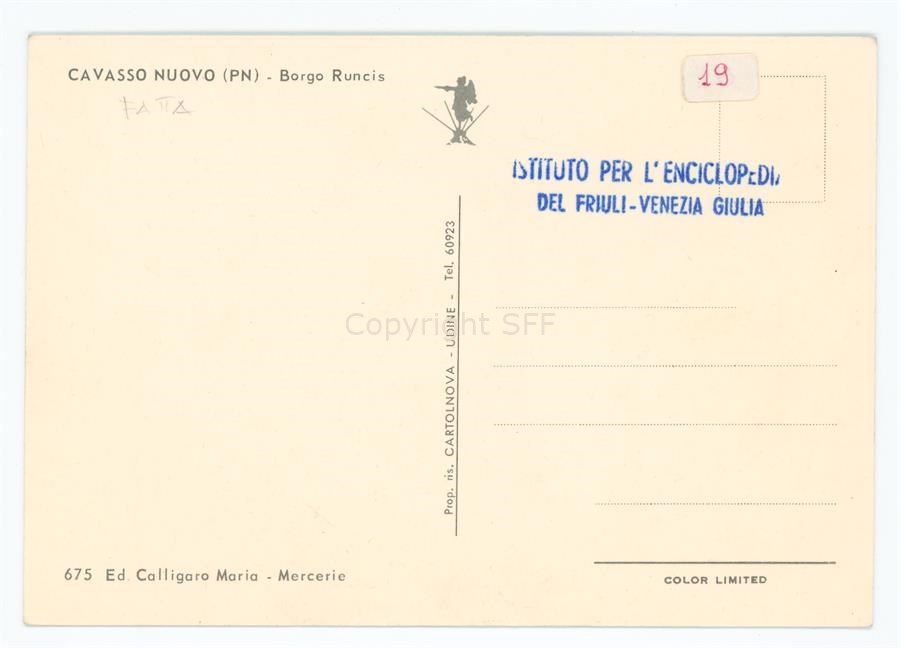 CAVASSO NUOVO (PN) - Borgo Runcis
FATTA
19
ISTITUTO PER L'ENCICLOPEDIA
DEL FRIULI-VENEZIA GIULIA
Prop. ris. CARTOLNOVA - UDINE - Tel. 60923
Copyright SFF
675 Ed. Calligaro Maria - Mercerie
COLOR LIMITED